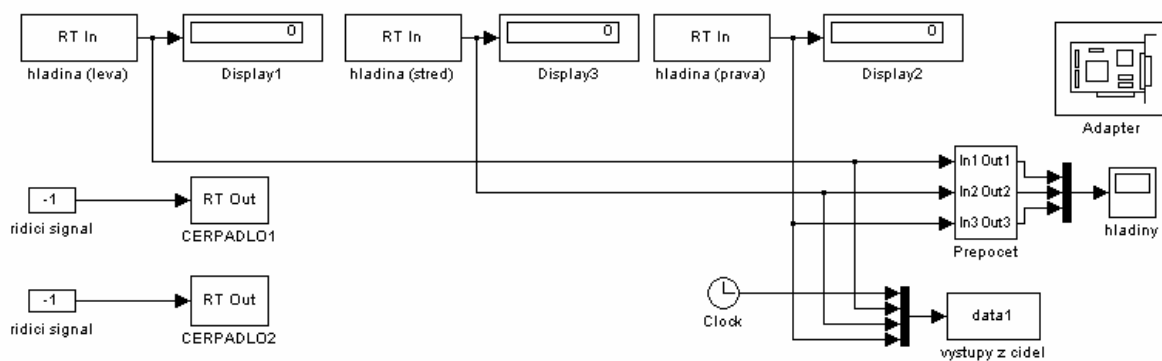 RT In
0
RT In
0
RT In
0
hladina (leva)
Display1
hladina (stred)
Display3
hladina (prava)
Display2
Adapter
In1 Out1
In2 Out2
In3 Out3
Prepocet
hladiny
-1
RT Out
ridici signal
CERPADLO1
-1
RT Out
ridici signal
CERPADLO2
Clock
data1
vystupy z cidel